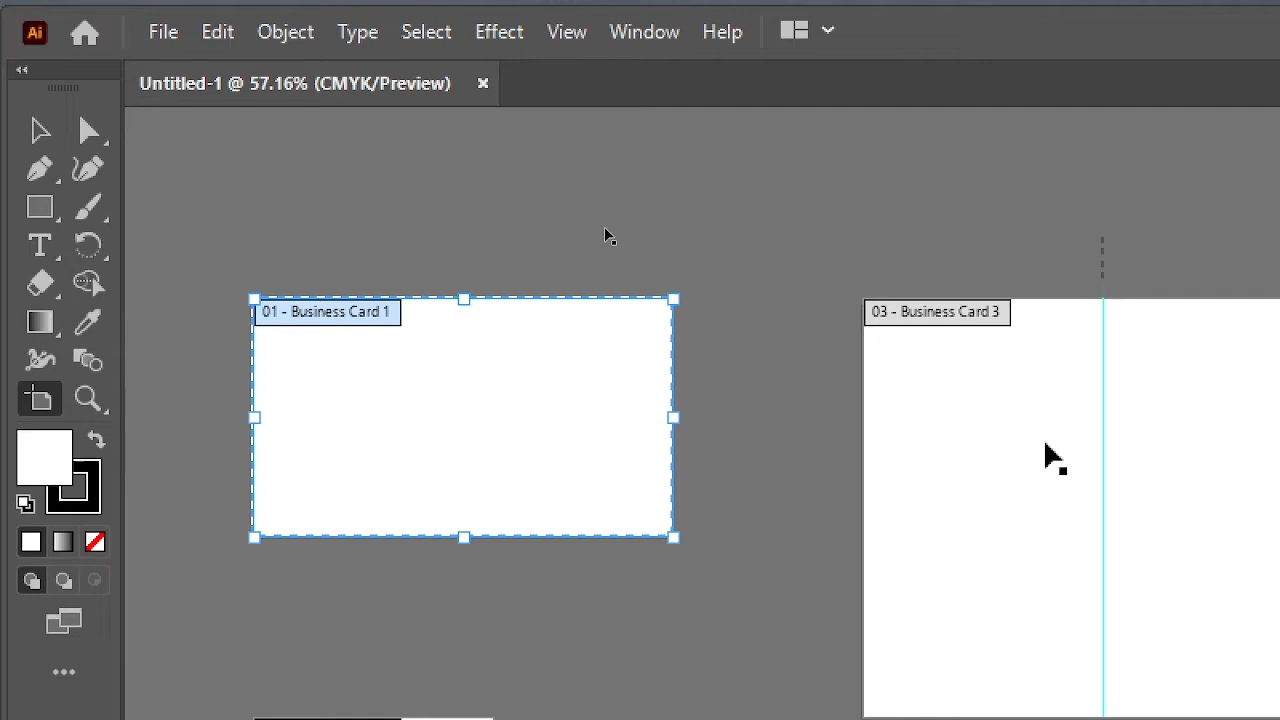 Ai File Edit Object Type Select Effect View Window Help
Untitled-1 @ 57.16% (CMYK/Preview)
01 - Business Card 1
03 - Business Card 3